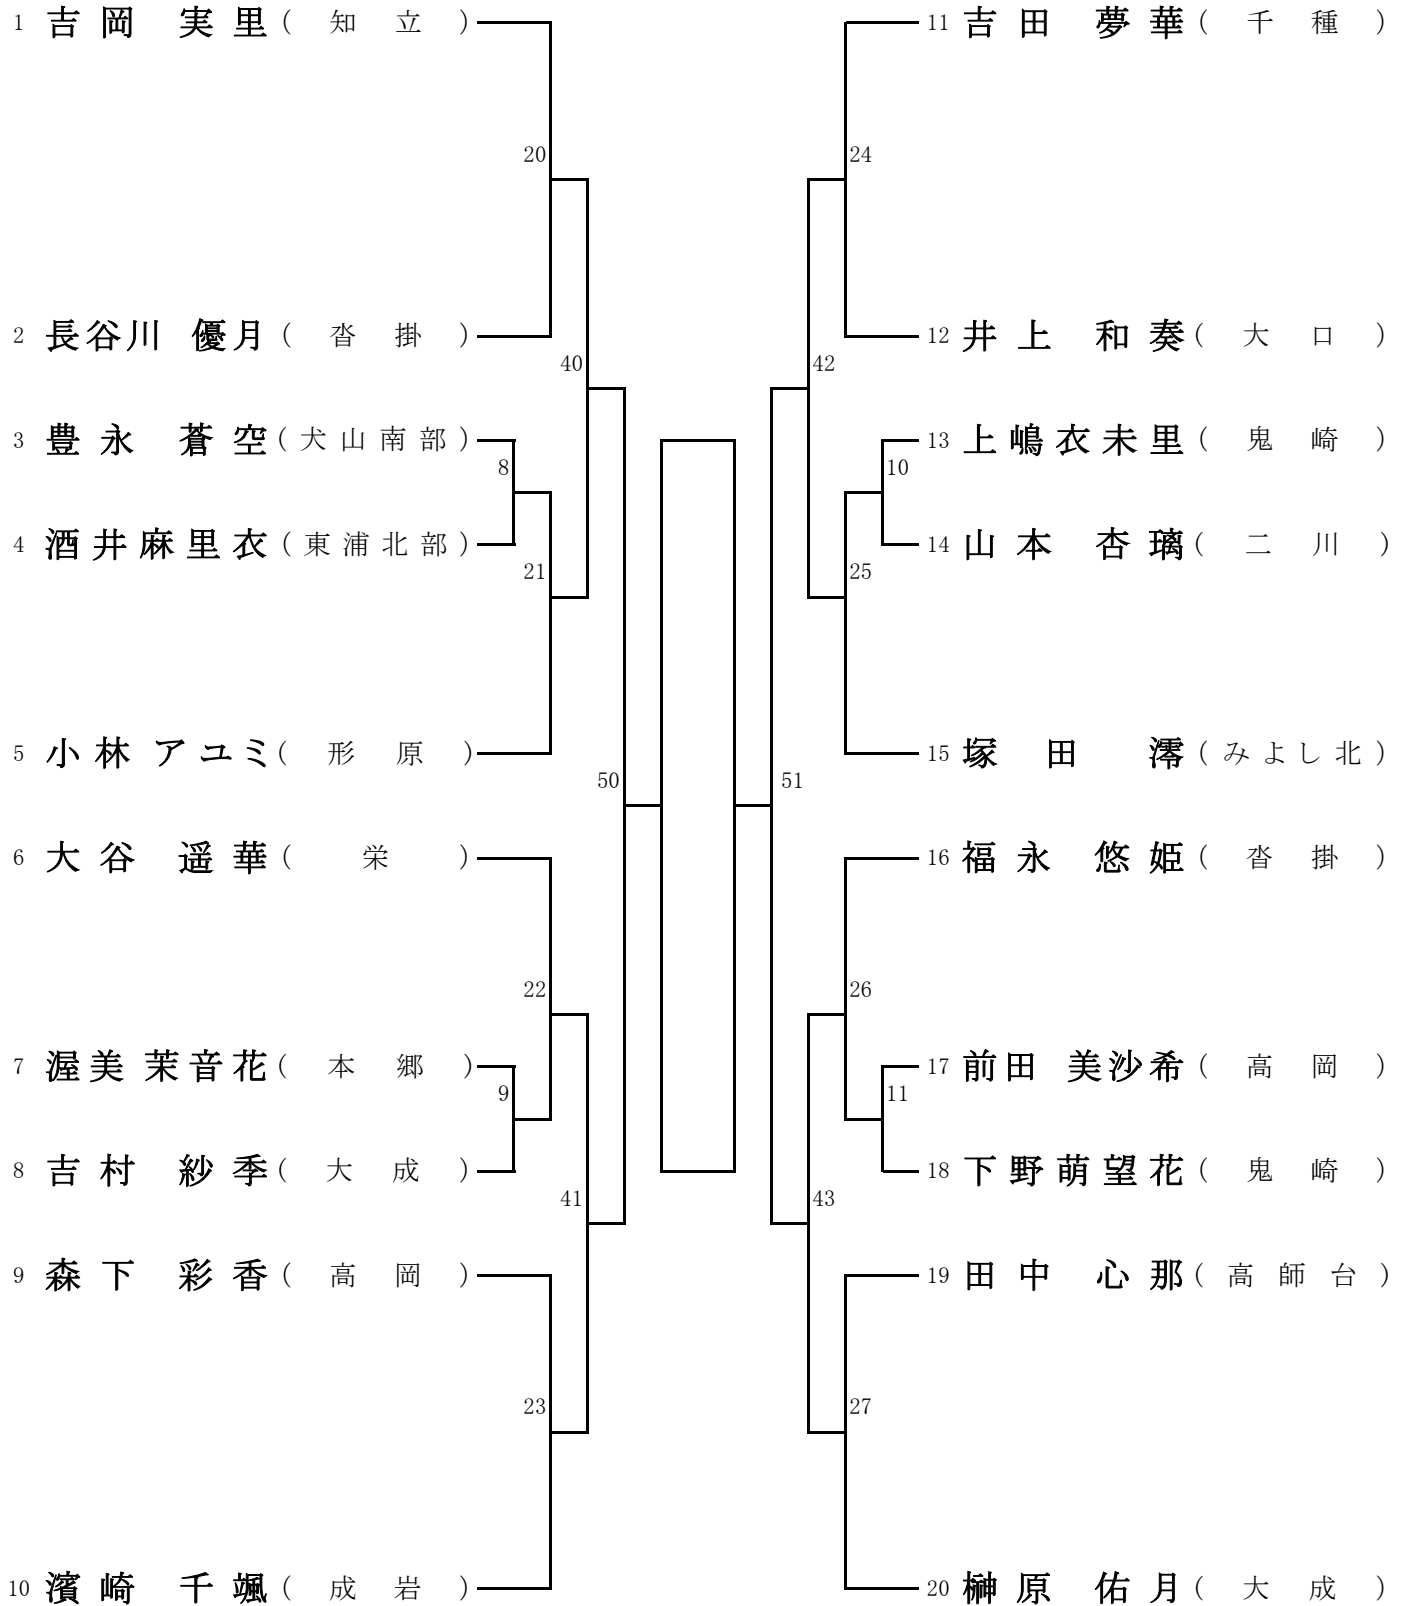 1 吉岡 実里 (知立)
20
2 長谷川 優月 (沓掛)
40
3 豊永 蒼空 (犬山南部)
8
4 酒井麻里衣 (東浦北部)
21
5 小林 アユミ (形原)
50
6 大谷 遥華 (栄)
22
7 渥美 茉音花 (本郷)
9
8 吉村 紗季 (大成)
41
9 森下 彩香 (高岡)
23
10 濱崎 千颯 (成岩)
11 吉田 夢華 (千種)
24
12 井上 和奏 (大口)
42
13 上嶋衣未里 (鬼崎)
10
14 山本 杏璃 (二川)
25
15 塚田 澪 (みよし北)
51
16 福永 悠姫 (沓掛)
26
17 前田 美沙希 (高岡)
11
18 下野萌望花 (鬼崎)
43
19 田中 心那 (高師台)
27
20 榊原 佑月 (大成)